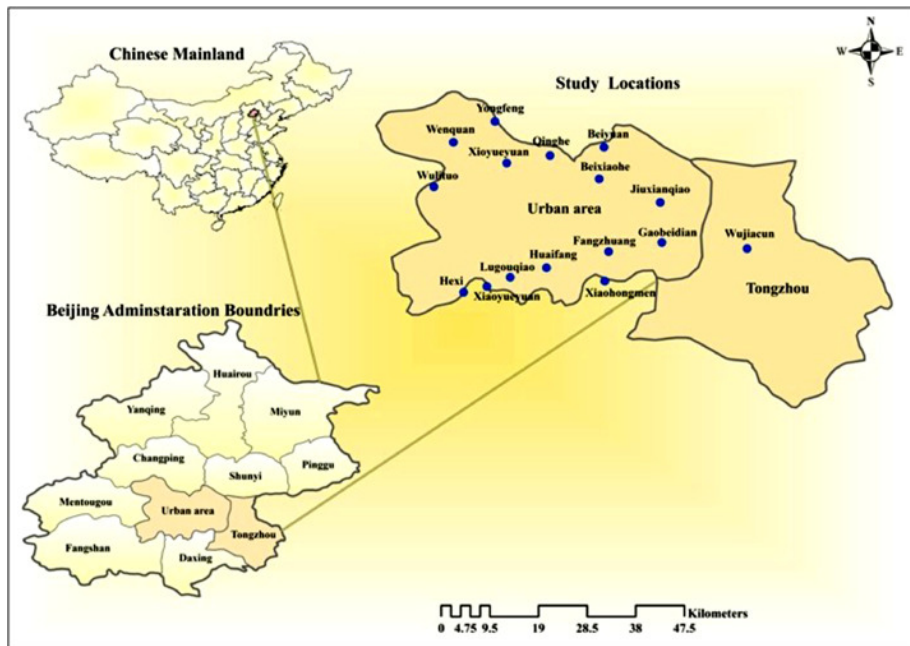 Chinese Mainland
N
W E
S
Study Locations
Yongfeng
Wenquan
Qinghe
Beiyuan
Xioyueyuan
Beixiaohe
Wulituo
Jiuxianqiao
Urban area
Gaobeidian
Fangzhuang
Wujiacun
Huaifang
Lugouqiao
Hexi
Xiaoyueyuan
Xiaohongmen
Tongzhou
Beijing Adminstaration Boundries
Huairou
Yanqing
Miyun
Changping
Shunyi
Pinggu
Mentougou
Urban area
Tongzhou
Fangshan
Daxing
Kilometers
0 4.75 9.5 19 28.5 38 47.5